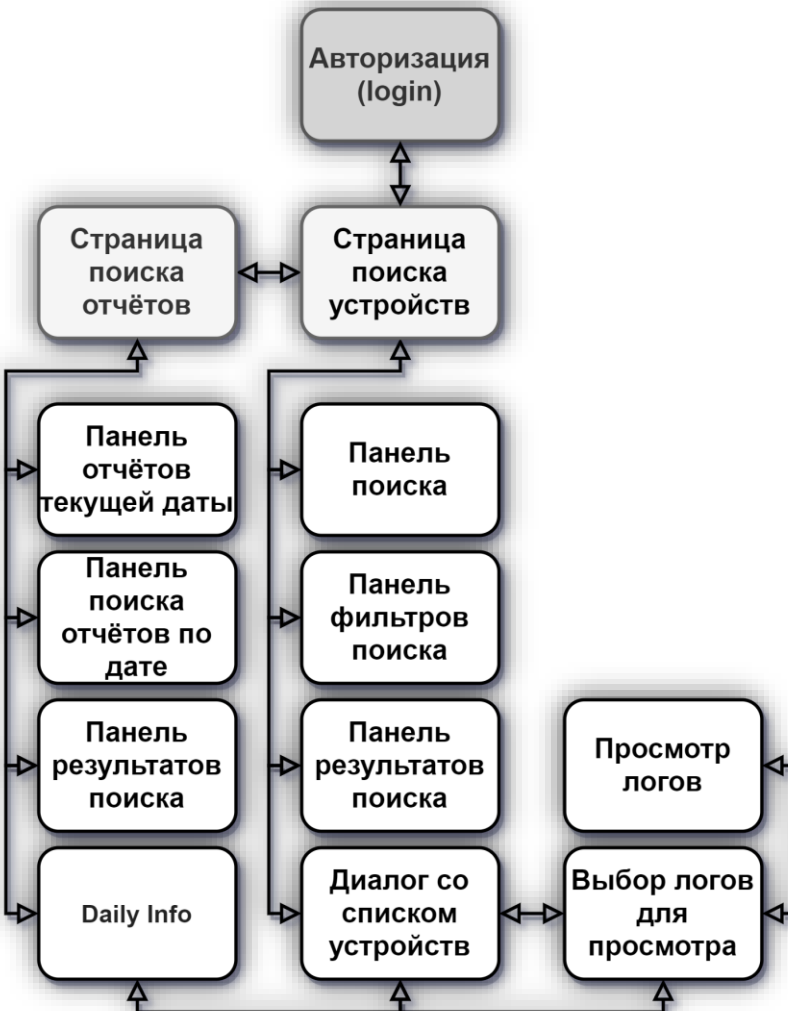 Авторизация
(login)
Страница
поиска
отчётов
Страница
поиска
устройств
Панель
отчётов
текущей даты
Панель
поиска
Панель
поиска
отчётов по
дате
Панель
фильтров
поиска
Панель
результатов
поиска
Панель
результатов
поиска
Просмотр
логов
Daily Info
Диалог со
списком
устройств
Выбор логов
для
просмотра